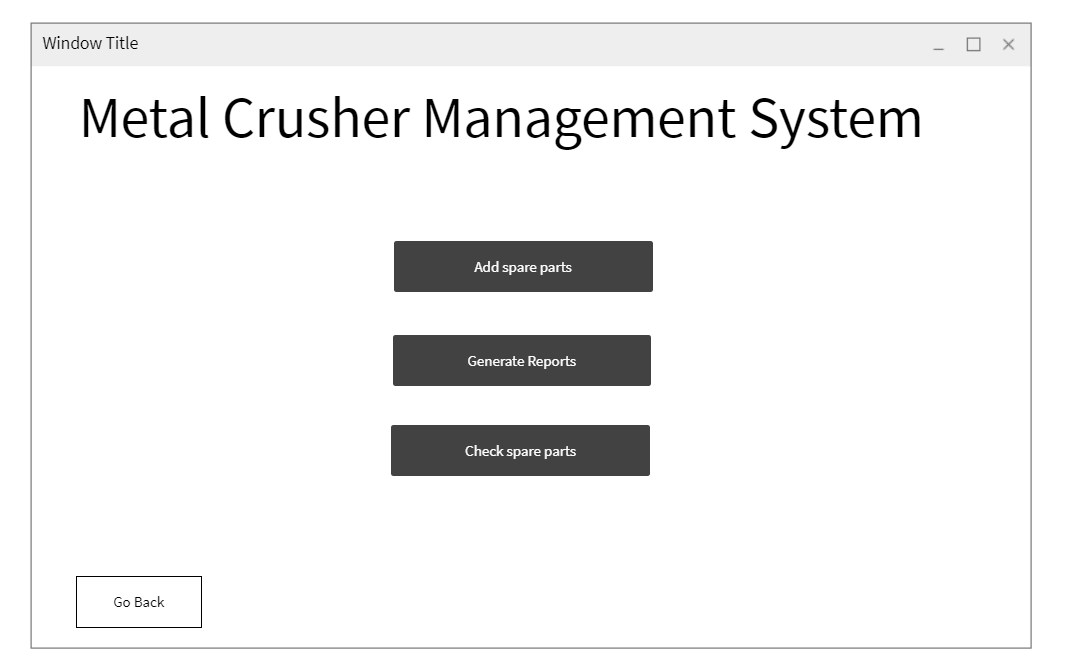 Window Title
Metal Crusher Management System
Add spare parts
Generate Reports
Check spare parts
Go Back